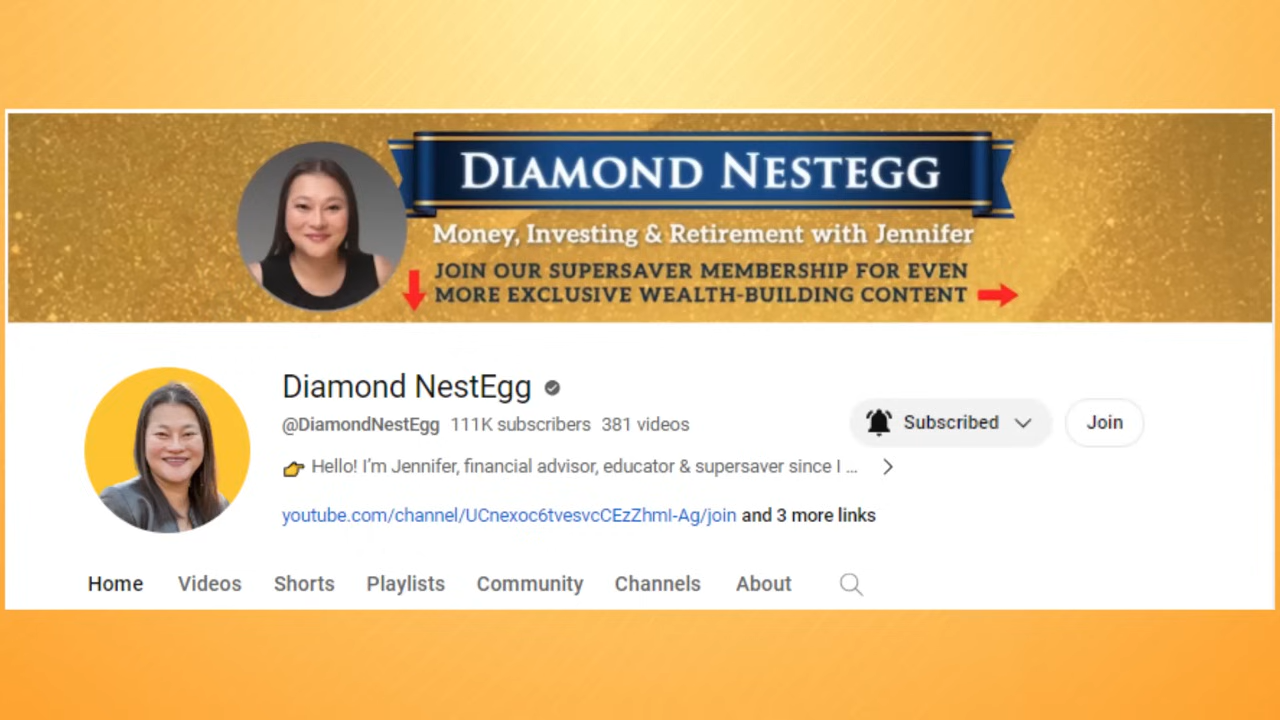 DIAMOND NESTEGG
Money, Investing & Retirement with Jennifer
JOIN OUR SUPERSAVER MEMBERSHIP FOR EVEN
MORE EXCLUSIVE WEALTH-BUILDING CONTENT
Diamond NestEgg
@DiamondNestEgg 111K subscribers 381 videos
Subscribed
Join
👉 Hello! I'm Jennifer, financial advisor, educator & supersaver since I ...
youtube.com/channel/UCnexoc6tvesvcCEzZhmI-Ag/join and 3 more links
Home Videos Shorts Playlists Community Channels About